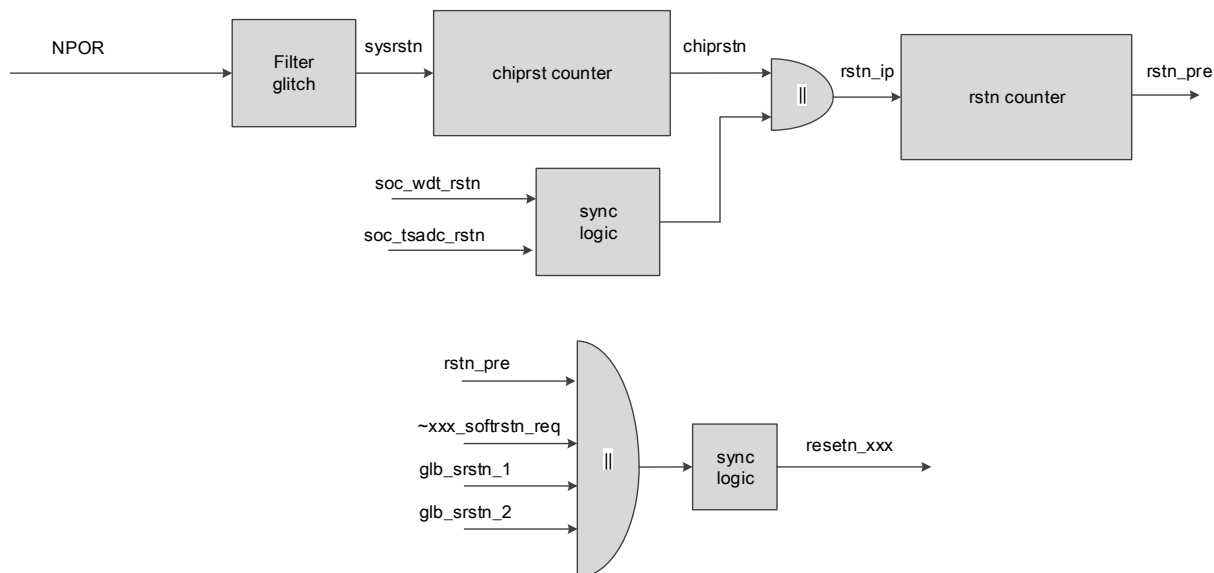 NPOR
Filter
glitch
sysrstn
chiprst counter
chiprstn
||
rstn_ip
rstn counter
rstn_pre
soc_wdt_rstn
soc_tsadc_rstn
sync
logic
rstn_pre
~xxx_softrstn_req
glb_srstn_1
glb_srstn_2
||
sync
logic
resetn_xxx